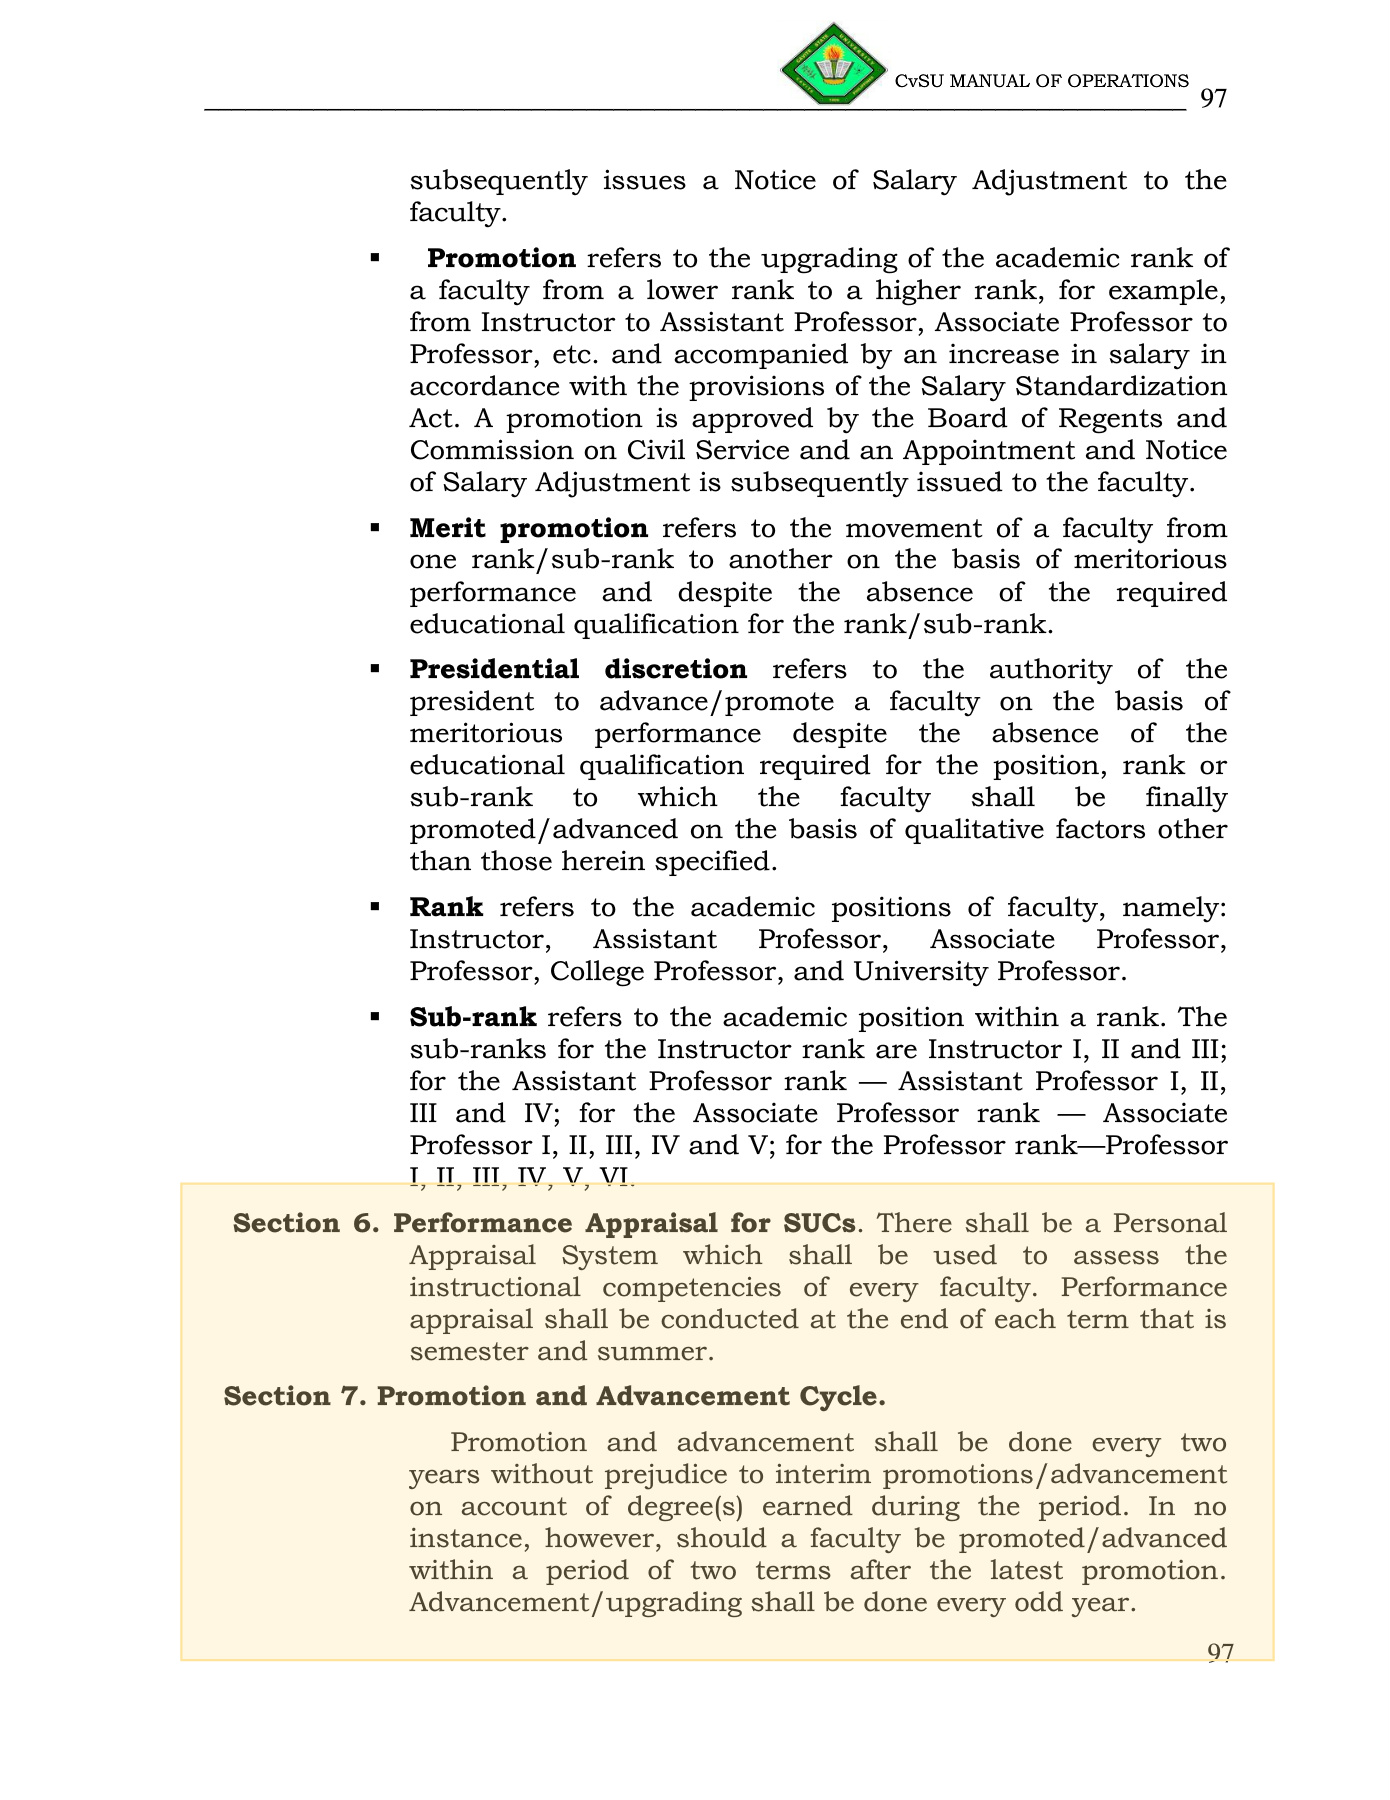 CvSU MANUAL OF OPERATIONS 97
subsequently issues a Notice of Salary Adjustment to the
faculty.
▪ Promotion refers to the upgrading of the academic rank of
a faculty from a lower rank to a higher rank, for example,
from Instructor to Assistant Professor, Associate Professor to
Professor, etc. and accompanied by an increase in salary in
accordance with the provisions of the Salary Standardization
Act. A promotion is approved by the Board of Regents and
Commission on Civil Service and an Appointment and Notice
of Salary Adjustment is subsequently issued to the faculty.
▪ Merit promotion refers to the movement of a faculty from
one rank/sub-rank to another on the basis of meritorious
performance and despite the absence of the required
educational qualification for the rank/sub-rank.
▪ Presidential discretion refers to the authority of the
president to advance/promote a faculty on the basis of
meritorious performance despite the absence of the
educational qualification required for the position, rank or
sub-rank to which the faculty shall be finally
promoted/advanced on the basis of qualitative factors other
than those herein specified.
▪ Rank refers to the academic positions of faculty, namely:
Instructor, Assistant Professor, Associate Professor,
Professor, College Professor, and University Professor.
▪ Sub-rank refers to the academic position within a rank. The
sub-ranks for the Instructor rank are Instructor I, II and III;
for the Assistant Professor rank — Assistant Professor I, II,
III and IV; for the Associate Professor rank — Associate
Professor I, II, III, IV and V; for the Professor rank—Professor
I, II, III, IV, V, VI.
Section 6. Performance Appraisal for SUCs. There shall be a Personal
Appraisal System which shall be used to assess the
instructional competencies of every faculty. Performance
appraisal shall be conducted at the end of each term that is
semester and summer.
Section 7. Promotion and Advancement Cycle.
Promotion and advancement shall be done every two
years without prejudice to interim promotions/advancement
on account of degree(s) earned during the period. In no
instance, however, should a faculty be promoted/advanced
within a period of two terms after the latest promotion.
Advancement/upgrading shall be done every odd year.
97